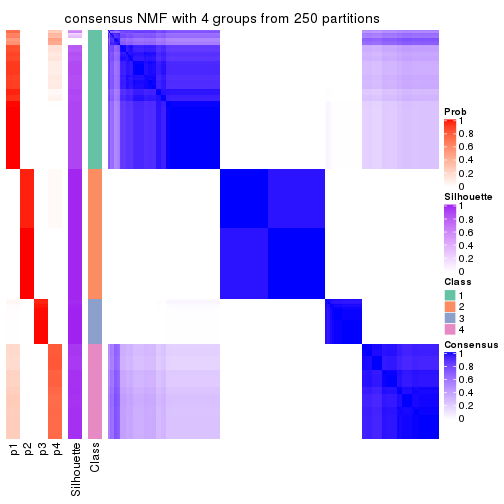 consensus NMF with 4 groups from 250 partitions
Prob
1
0.8
0.6
0.4
0.2
0
Silhouette
1
0.8
0.6
0.4
0.2
0
Class
1
2
3
4
Consensus
1
0.8
0.6
0.4
0.2
0
p1
p2
p3
p4
Silhouette
Class